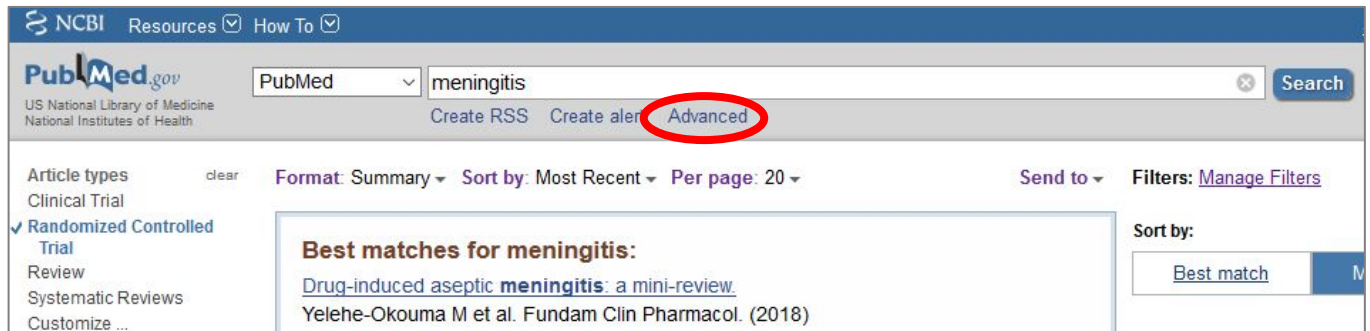 NCBI Resources How To
PubMed.gov
US National Library of Medicine
National Institutes of Health
PubMed
meningitis
Search
Create RSS Create aler Advanced
Article types clear
Clinical Trial
Randomized Controlled
Trial
Review
Systematic Reviews
Customize ...
Format: Summary Sort by: Most Recent Per page: 20 Send to
Best matches for meningitis:
Drug-induced aseptic meningitis: a mini-review.
Yelehe-Okouma M et al. Fundam Clin Pharmacol. (2018)
Filters: Manage Filters
Sort by:
Best match